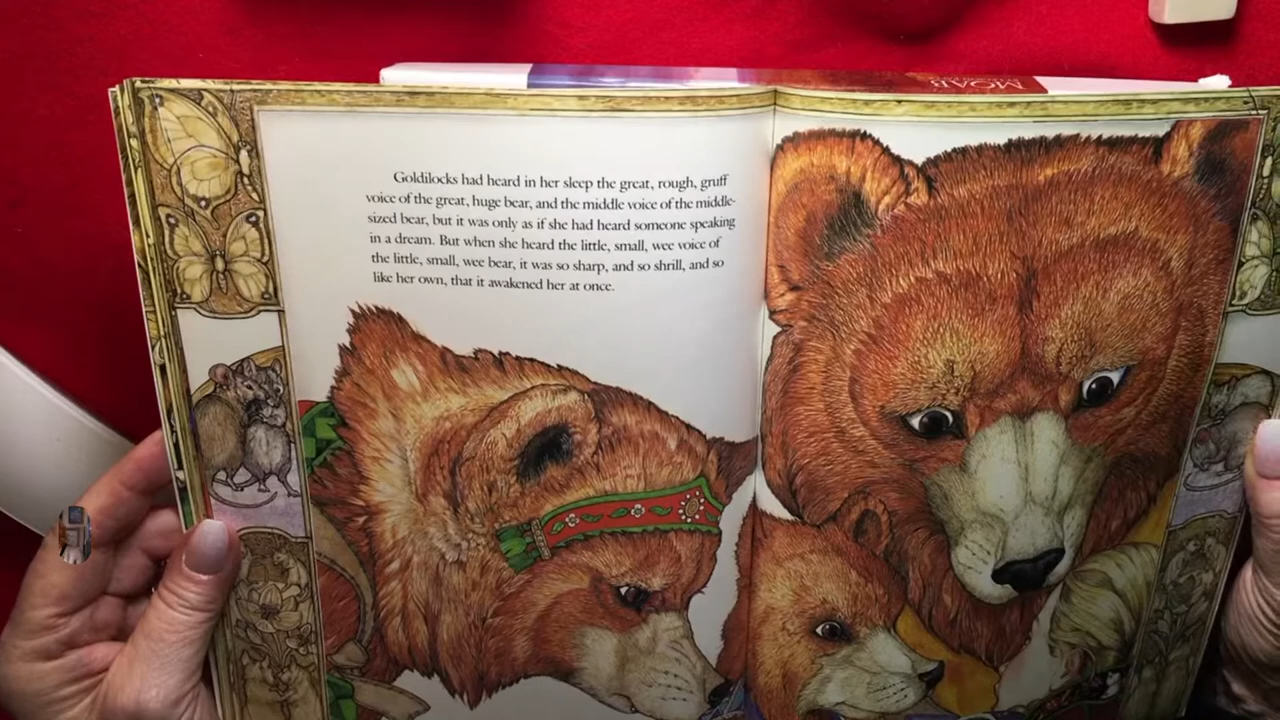 MOAB
Goldilocks had heard in her sleep the great, rough, gruff
voice of the great, huge bear, and the middle voice of the middle-
sized bear, but it was only as if she had heard someone speaking
in a dream. But when she heard the little, small, wee voice of
the little, small, wee bear, it was so sharp, and so shrill, and so
like her own, that it awakened her at once.